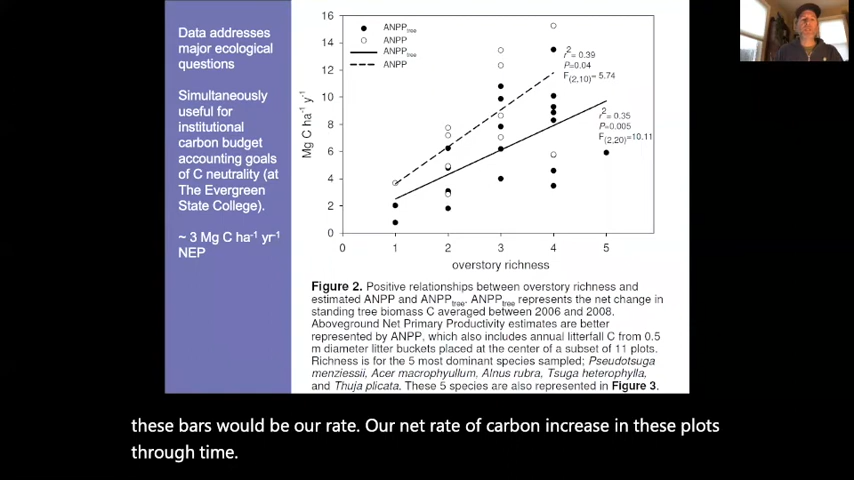 Data addresses
major ecological
questions
Simultaneously
useful for
institutional
carbon budget
accounting goals
of C neutrality (at
The Evergreen
State College).
~ 3 Mg C ha-1 yr-1
NEP
16
14
12
10
8
6
4
2
0
Mg C ha-1 y-1
ANPPtree
ANPP
ANPPtree
ANPP
r2 = 0.39
P=0.04
F(2,10)= 5.74
r2 = 0.35
P=0.005
F(2,20)=10.11
0 1 2 3 4 5
overstory richness
Figure 2. Positive relationships between overstory richness and
estimated ANPP and ANPPtree. ANPPtree represents the net change in
standing tree biomass C averaged between 2006 and 2008.
Aboveground Net Primary Productivity estimates are better
represented by ANPP, which also includes annual litterfall C from 0.5
m diameter litter buckets placed at the center of a subset of 11 plots.
Richness is for the 5 most dominant species sampled; Pseudotsuga
menziessii, Acer macrophyullum, Alnus rubra, Tsuga heterophylla,
and Thuja plicata. These 5 species are also represented in Figure 3.
these bars would be our rate. Our net rate of carbon increase in these plots
through time.